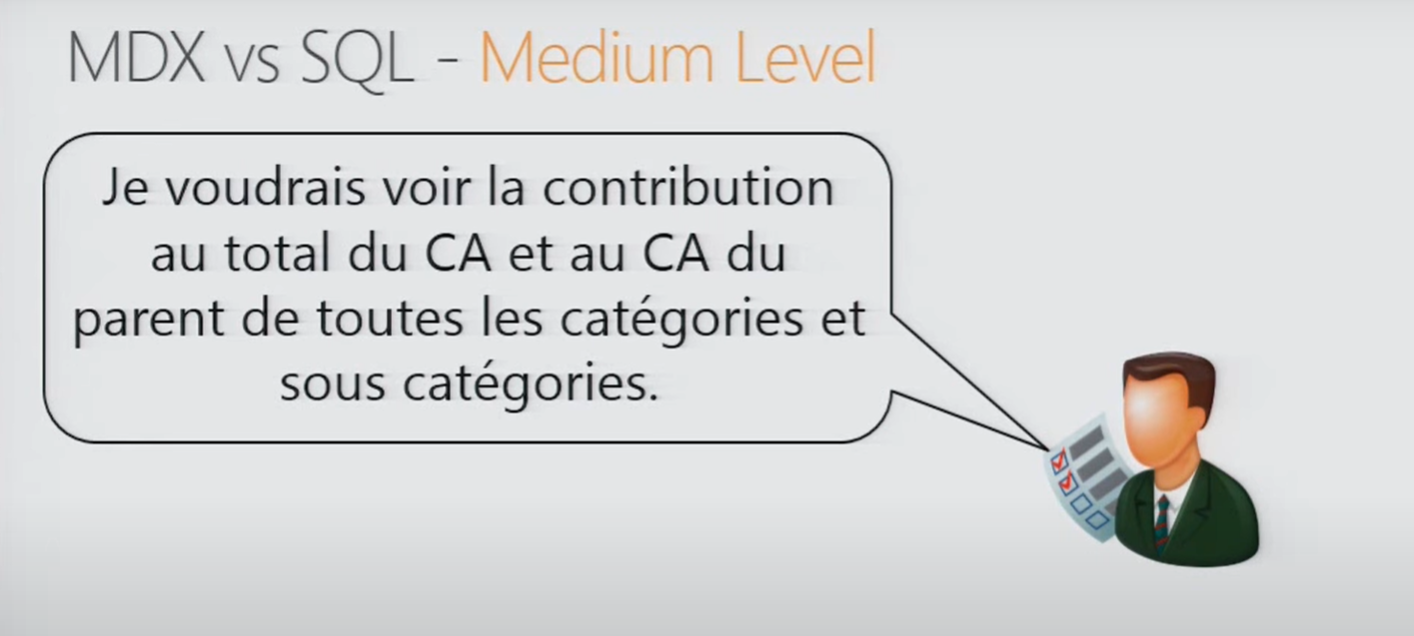 MDX vs SQL - Medium Level
Je voudrais voir la contribution
au total du CA et au CA du
parent de toutes les catégories et
sous catégories.